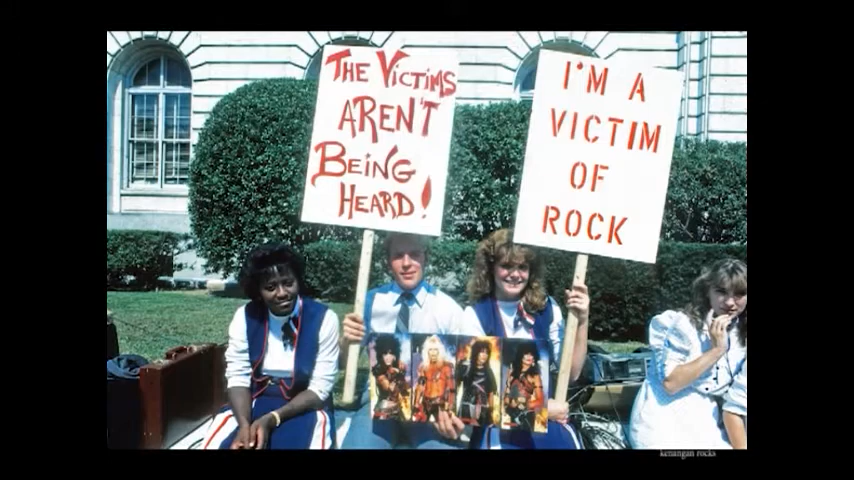 THE VICTIMS
AREN'T
BEING
HEARD!
I'M A
VICTIM
OF
ROCK
kenangan rocks